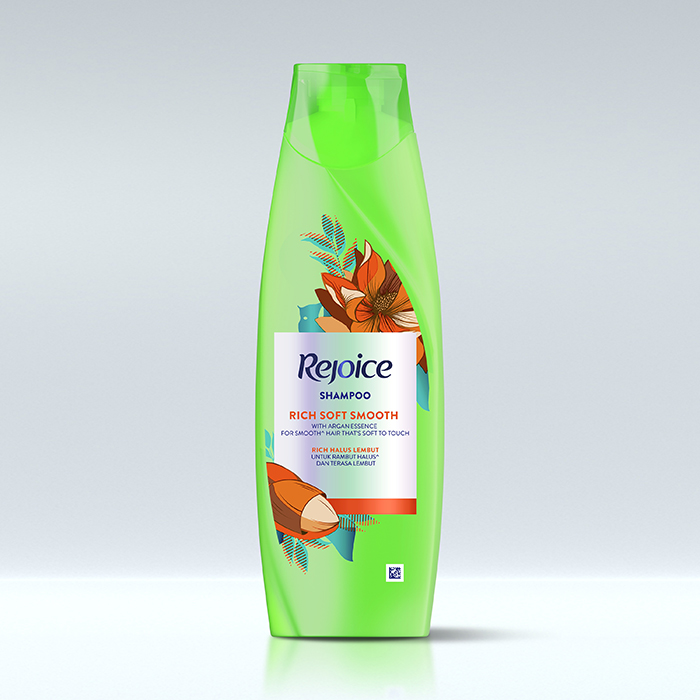 Rejoice
SHAMPOO
RICH SOFT SMOOTH
WITH ARGAN ESSENCE
FOR SMOOTH^ HAIR THAT'S SOFT TO TOUCH
RICH HALUS LEMBUT
UNTUK RAMBUT HALUS^
DAN TERASA LEMBUT